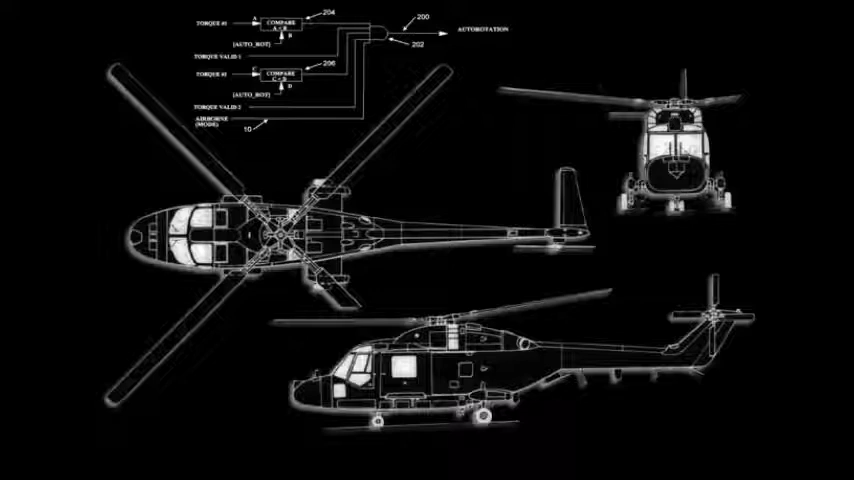 204
200
TORQUE #1
A
COMPARE
A < B
B
AUTOROTATION
202
[AUTO_ROT]
TORQUE VALID 1
206
TORQUE #2
C
COMPARE
C < D
D
[AUTO_ROT]
TORQUE VALID 2
AIRBORNE
(MODE)
10